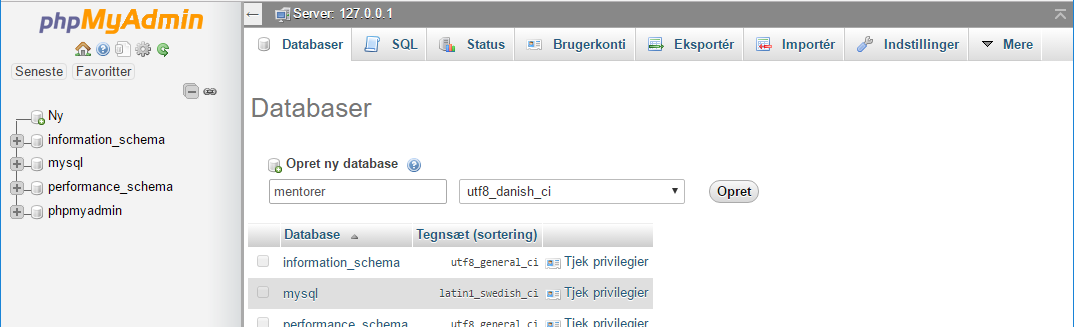 phpMyAdmin
Seneste Favoritter
Ny
information_schema
mysql
performance_schema
phpmyadmin
Server: 127.0.0.1
Databaser SQL Status Brugerkonti Eksportér Importér Indstillinger Mere
Databaser
Opret ny database
mentorer utf8_danish_ci Opret
Database Tegnsæt (sortering)
information_schema utf8_general_ci Tjek privilegier
mysql latin1_swedish_ci Tjek privilegier
performance_schema utf8_general_ci Tjek privilegier